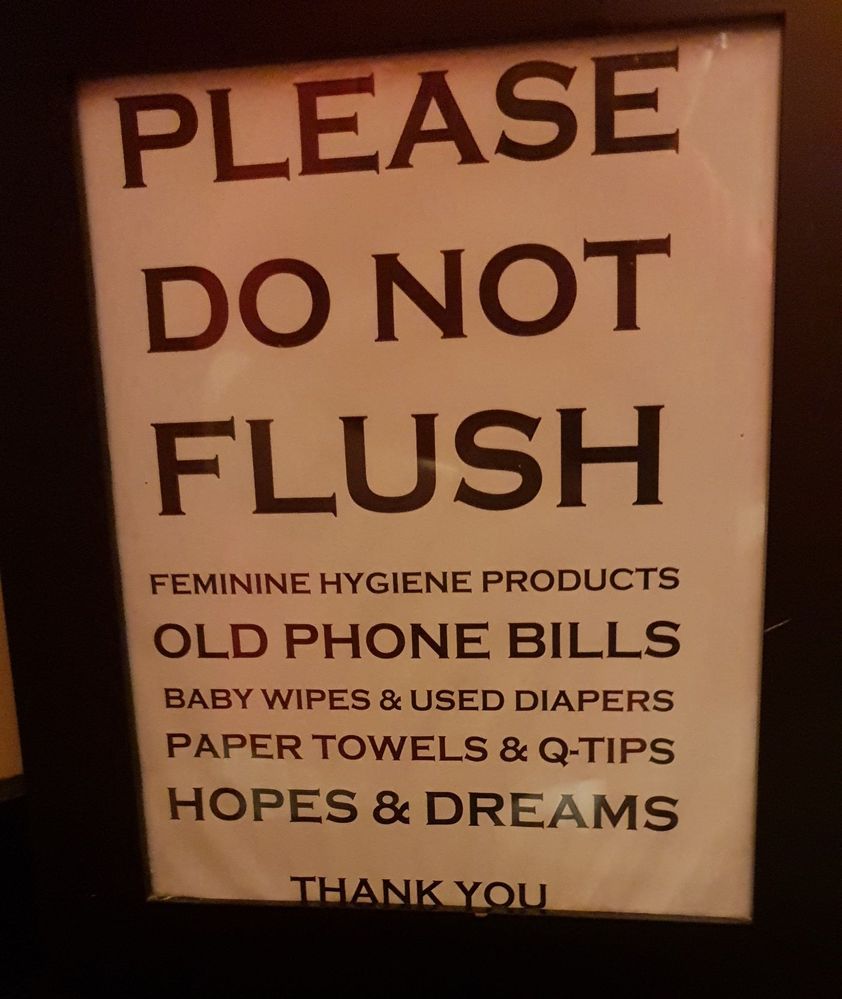 PLEASE
DO NOT
FLUSH
FEMININE HYGIENE PRODUCTS
OLD PHONE BILLS
BABY WIPES & USED DIAPERS
PAPER TOWELS & Q-TIPS
HOPES & DREAMS
THANK YOU